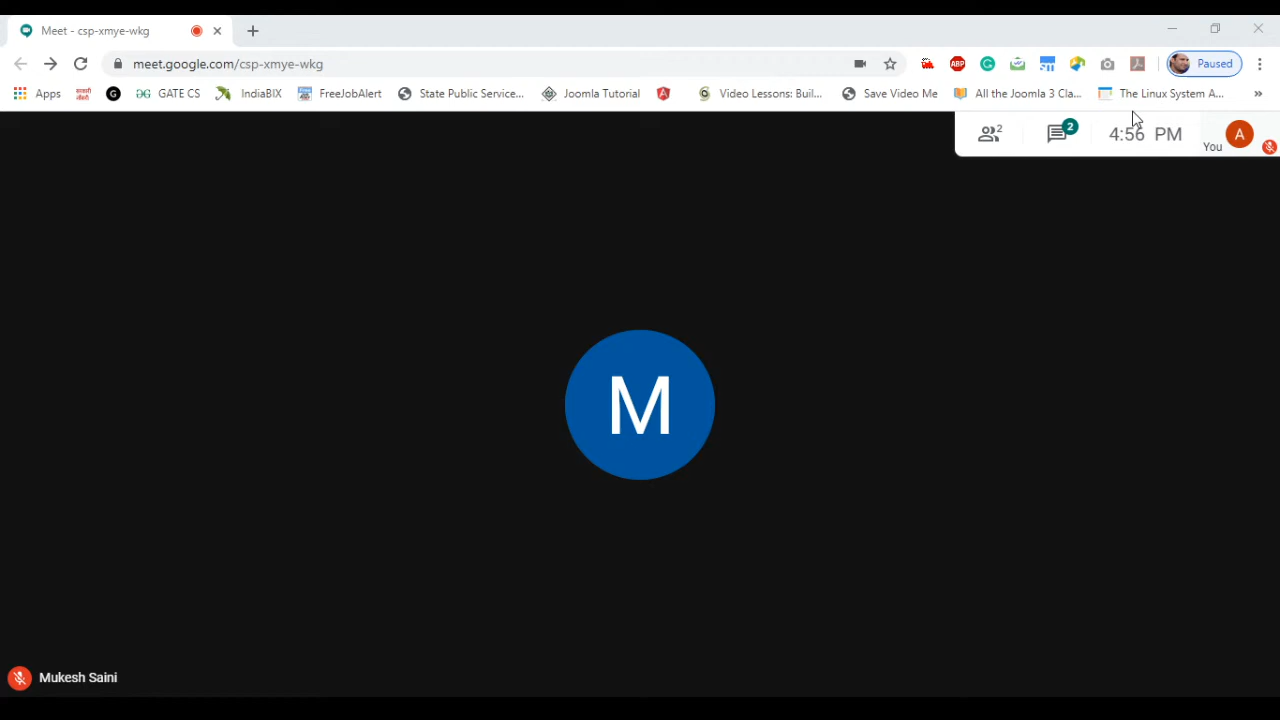 Meet - csp-xmye-wkg
meet.google.com/csp-xmye-wkg
ABP
Paused
Apps
G
GATE CS
IndiaBIX
FreeJobAlert
State Public Service...
Joomla Tutorial
Video Lessons: Buil...
Save Video Me
All the Joomla 3 Cla...
The Linux System A...
»
2
2
4:56 PM
You
A
M
Mukesh Saini